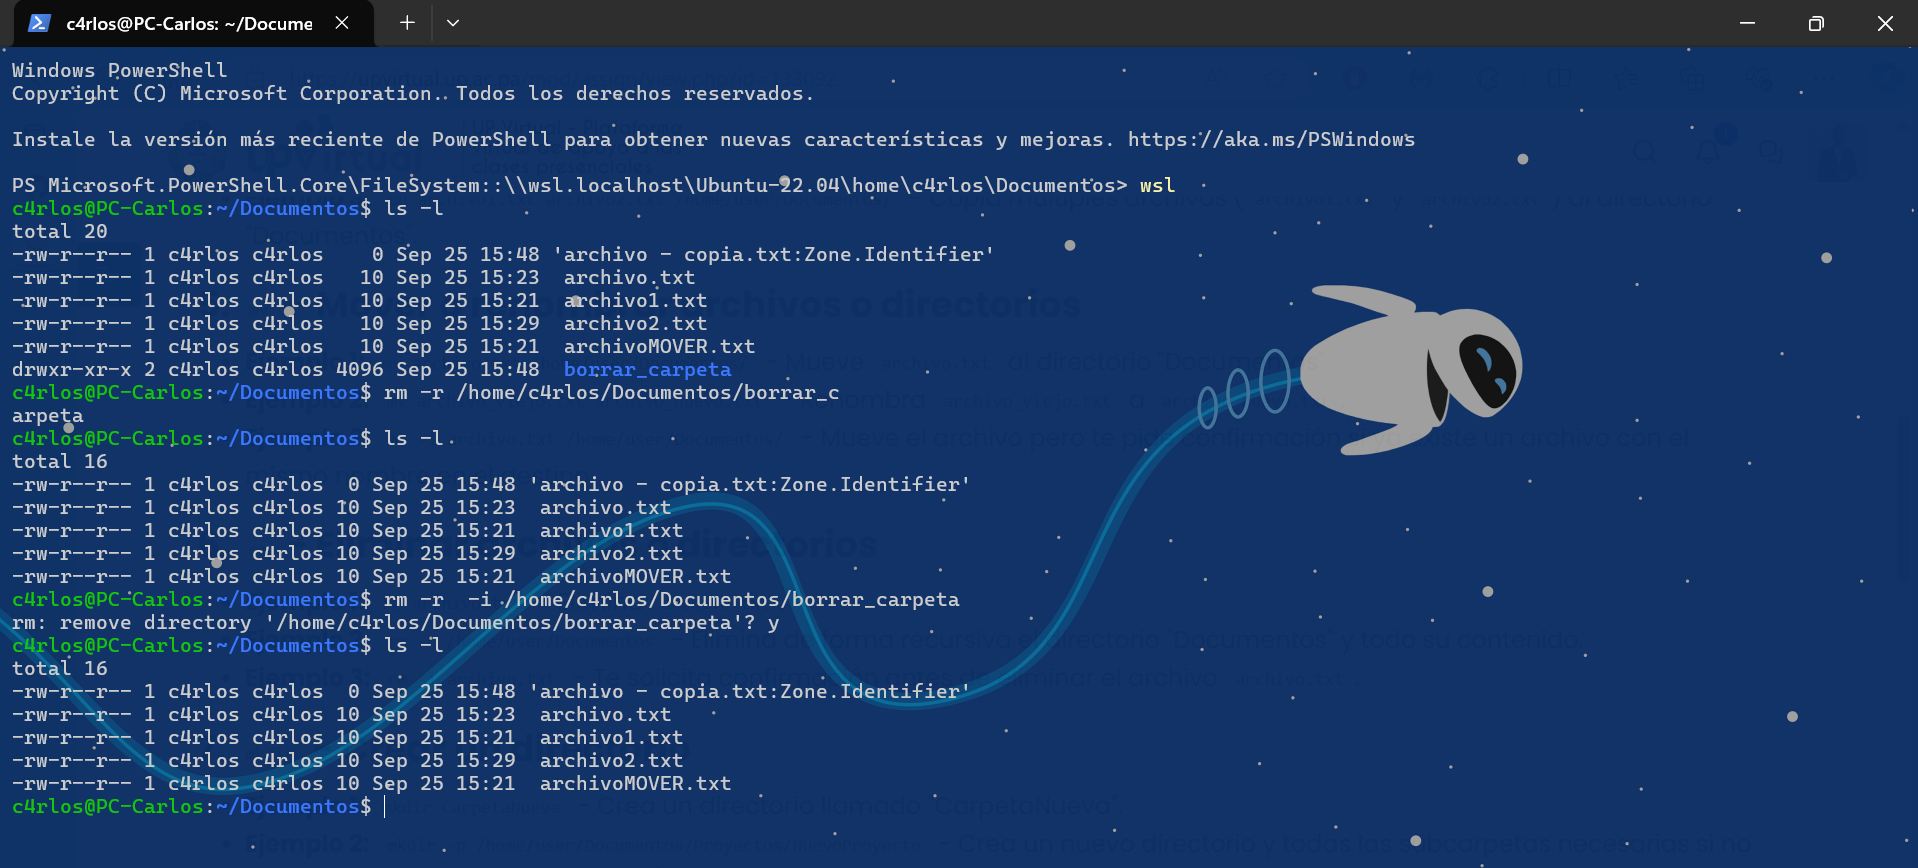 c4rlos@PC-Carlos: ~/Docume
Windows PowerShell
Copyright (C) Microsoft Corporation. Todos los derechos reservados.
Instale la versión más reciente de PowerShell para obtener nuevas características y mejoras. https://aka.ms/PSWindows
PS Microsoft.PowerShell.Core\FileSystem::\\wsl.localhost\Ubuntu-22.04\home\c4rlos\Documentos> wsl
c4rlos@PC-Carlos:~/Documentos$ ls -l
total 20
-rw-r--r-- 1 c4rlos c4rlos    0 Sep 25 15:48 'archivo - copia.txt:Zone.Identifier'
-rw-r--r-- 1 c4rlos c4rlos   10 Sep 25 15:23  archivo.txt
-rw-r--r-- 1 c4rlos c4rlos   10 Sep 25 15:21  archivo1.txt
-rw-r--r-- 1 c4rlos c4rlos   10 Sep 25 15:29  archivo2.txt
-rw-r--r-- 1 c4rlos c4rlos   10 Sep 25 15:21  archivoMOVER.txt
drwxr-xr-x 2 c4rlos c4rlos 4096 Sep 25 15:48  borrar_carpeta
c4rlos@PC-Carlos:~/Documentos$ rm -r /home/c4rlos/Documentos/borrar_c
arpeta
c4rlos@PC-Carlos:~/Documentos$ ls -l
total 16
-rw-r--r-- 1 c4rlos c4rlos  0 Sep 25 15:48 'archivo - copia.txt:Zone.Identifier'
-rw-r--r-- 1 c4rlos c4rlos 10 Sep 25 15:23  archivo.txt
-rw-r--r-- 1 c4rlos c4rlos 10 Sep 25 15:21  archivo1.txt
-rw-r--r-- 1 c4rlos c4rlos 10 Sep 25 15:29  archivo2.txt
-rw-r--r-- 1 c4rlos c4rlos 10 Sep 25 15:21  archivoMOVER.txt
c4rlos@PC-Carlos:~/Documentos$ rm -r  -i /home/c4rlos/Documentos/borrar_carpeta
rm: remove directory '/home/c4rlos/Documentos/borrar_carpeta'? y
c4rlos@PC-Carlos:~/Documentos$ ls -l
total 16
-rw-r--r-- 1 c4rlos c4rlos  0 Sep 25 15:48 'archivo - copia.txt:Zone.Identifier'
-rw-r--r-- 1 c4rlos c4rlos 10 Sep 25 15:23  archivo.txt
-rw-r--r-- 1 c4rlos c4rlos 10 Sep 25 15:21  archivo1.txt
-rw-r--r-- 1 c4rlos c4rlos 10 Sep 25 15:29  archivo2.txt
-rw-r--r-- 1 c4rlos c4rlos 10 Sep 25 15:21  archivoMOVER.txt
c4rlos@PC-Carlos:~/Documentos$